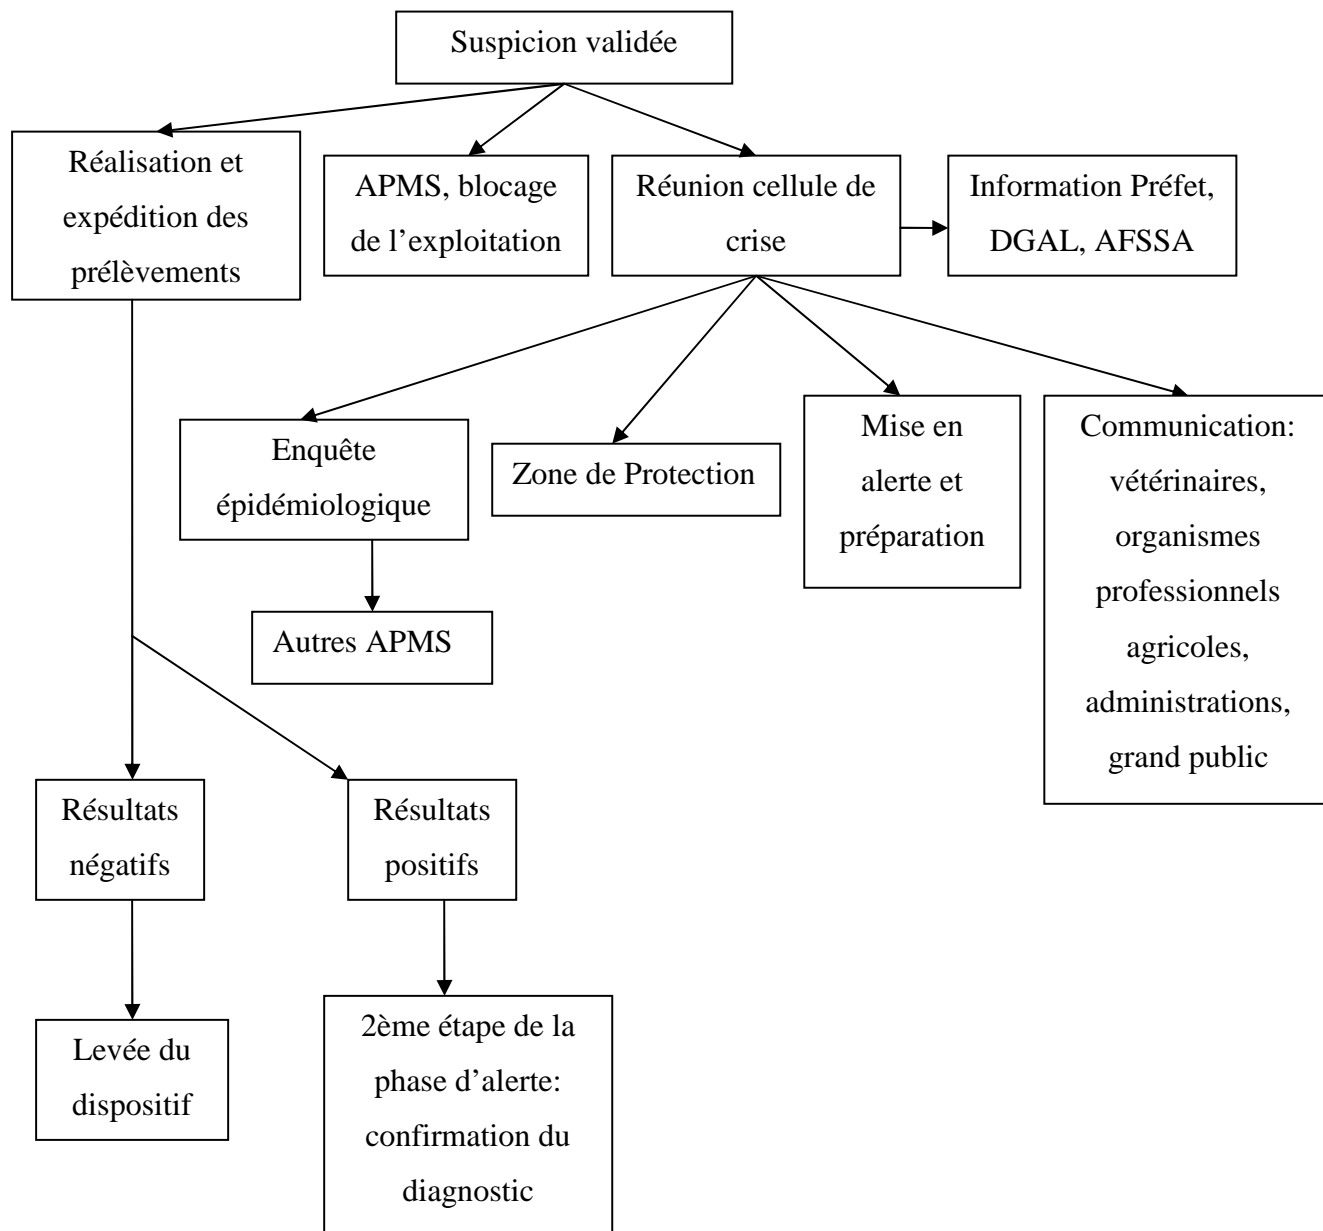 Suspicion validée
Réalisation et
expédition des
prélèvements
APMS, blocage
de l’exploitation
Réunion cellule de
crise
Information Préfet,
DGAL, AFSSA
Enquête
épidémiologique
Zone de Protection
Mise en
alerte et
préparation
Communication:
vétérinaires,
organismes
professionnels
agricoles,
administrations,
grand public
Autres APMS
Résultats
négatifs
Résultats
positifs
Levée du
dispositif
2ème étape de la
phase d’alerte:
confirmation du
diagnostic